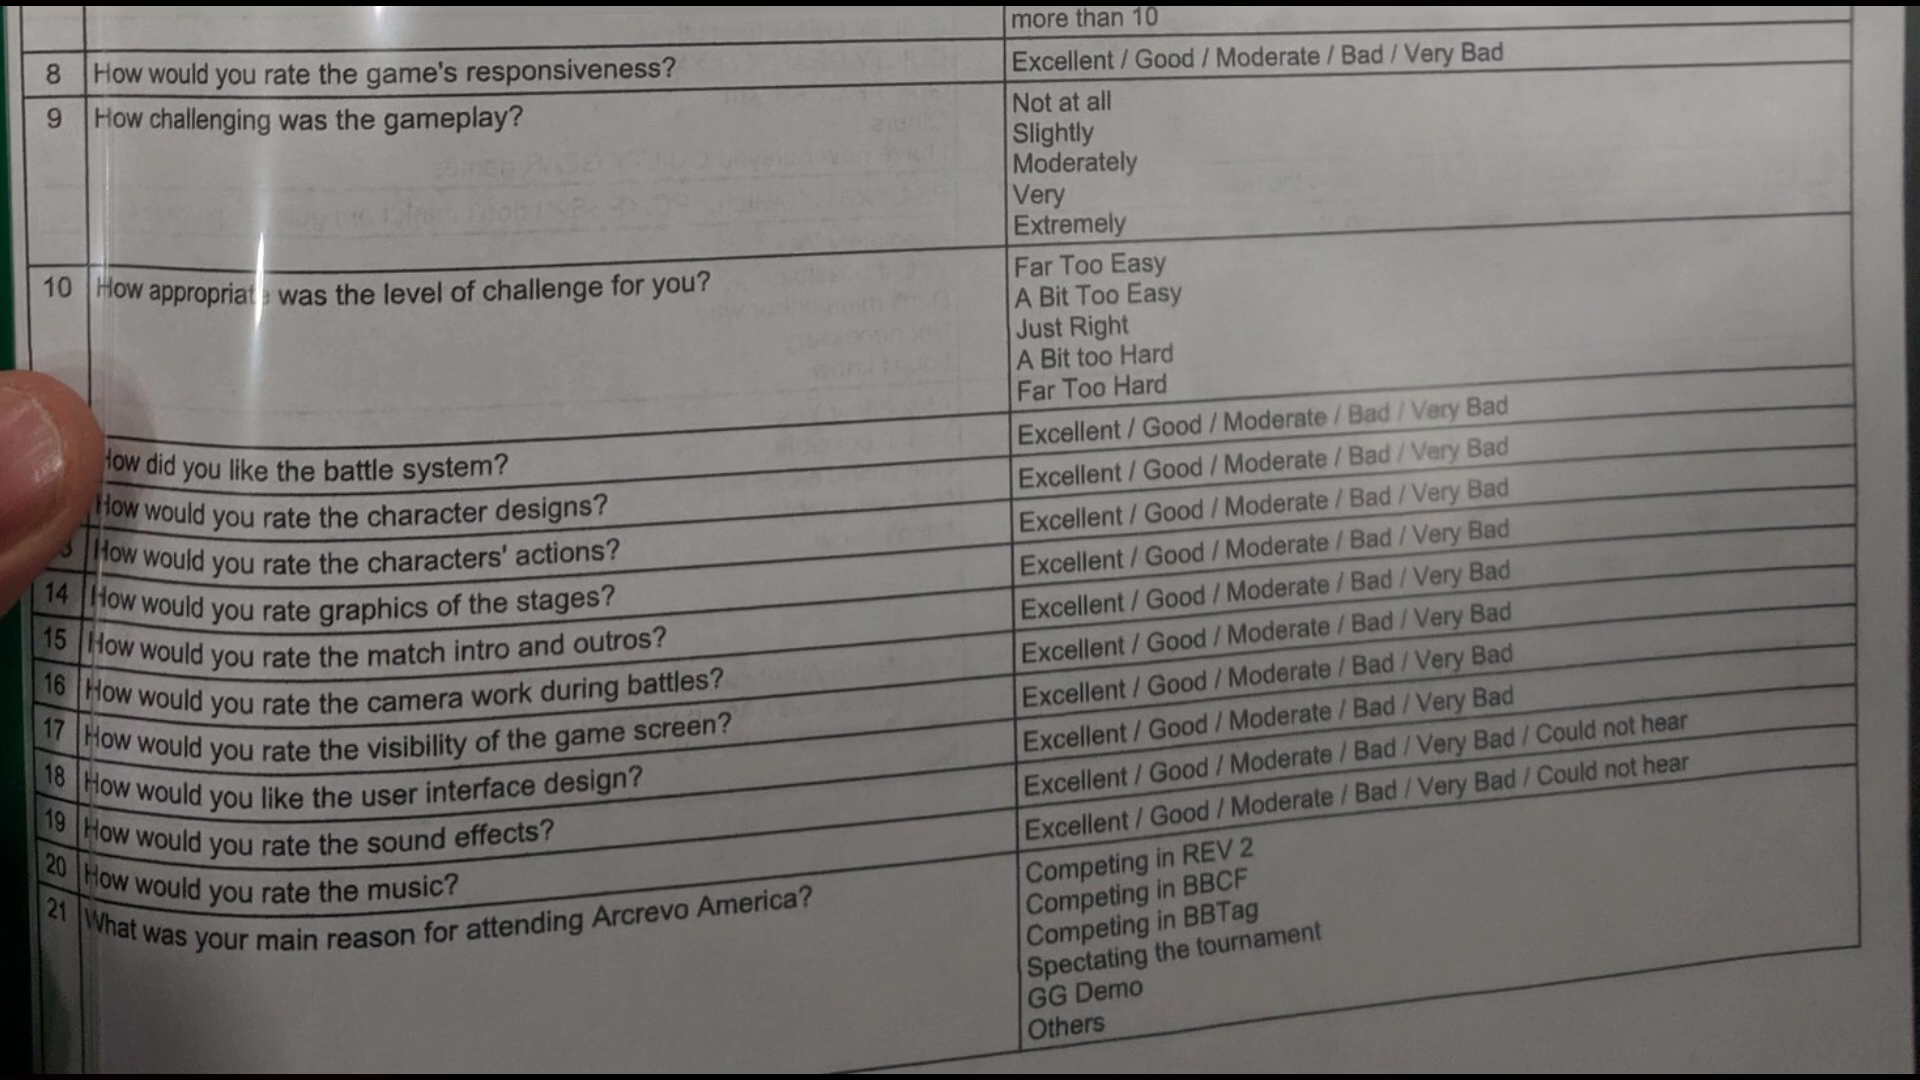 more than 10
8 How would you rate the game's responsiveness? Excellent / Good / Moderate / Bad / Very Bad
9 How challenging was the gameplay? Not at all
Slightly
Moderately
Very
Extremely
10 How appropriate was the level of challenge for you? Far Too Easy
A Bit Too Easy
Just Right
A Bit too Hard
Far Too Hard
How did you like the battle system? Excellent / Good / Moderate / Bad / Very Bad
How would you rate the character designs? Excellent / Good / Moderate / Bad / Very Bad
3 How would you rate the characters' actions? Excellent / Good / Moderate / Bad / Very Bad
14 How would you rate graphics of the stages? Excellent / Good / Moderate / Bad / Very Bad
15 How would you rate the match intro and outros? Excellent / Good / Moderate / Bad / Very Bad
16 How would you rate the camera work during battles? Excellent / Good / Moderate / Bad / Very Bad
17 How would you rate the visibility of the game screen? Excellent / Good / Moderate / Bad / Very Bad
18 How would you like the user interface design? Excellent / Good / Moderate / Bad / Very Bad
19 How would you rate the sound effects? Excellent / Good / Moderate / Bad / Very Bad / Could not hear
20 How would you rate the music? Excellent / Good / Moderate / Bad / Very Bad / Could not hear
21 What was your main reason for attending Arcrevo America? Competing in REV 2
Competing in BBCF
Competing in BBTag
Spectating the tournament
GG Demo
Others